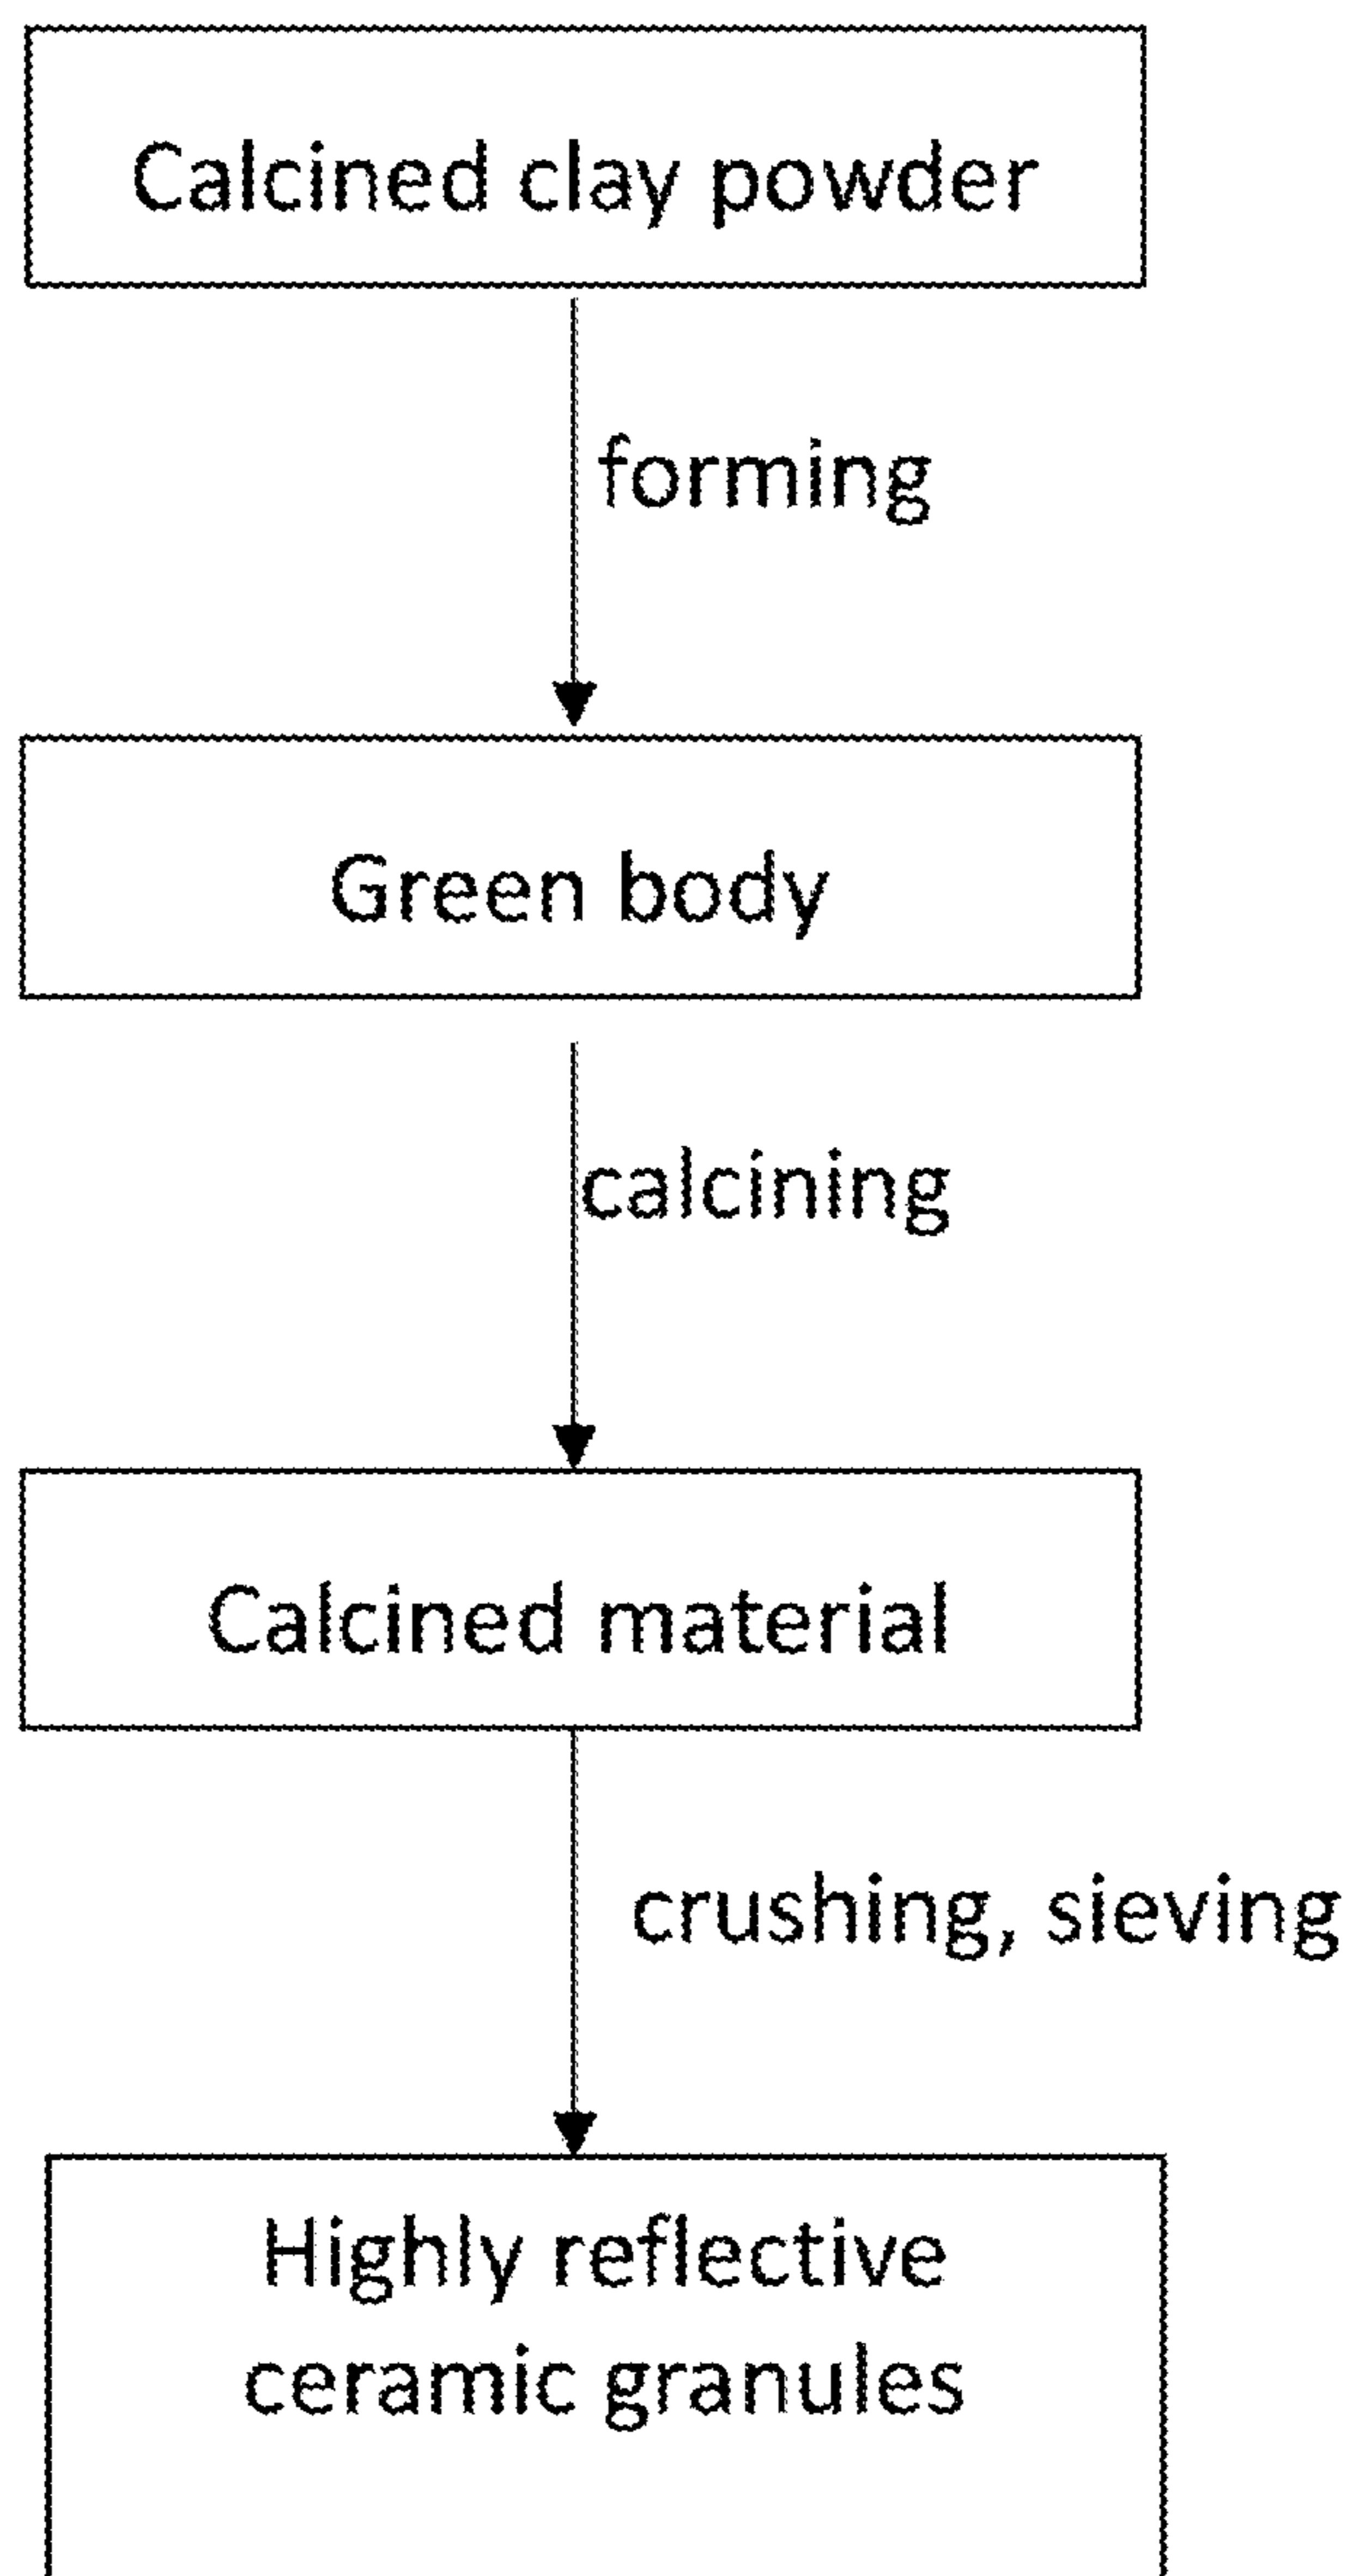 Calcined clay powder
forming
Green body
calcining
Calcined material
crushing, sieving
Highly reflective
ceramic granules